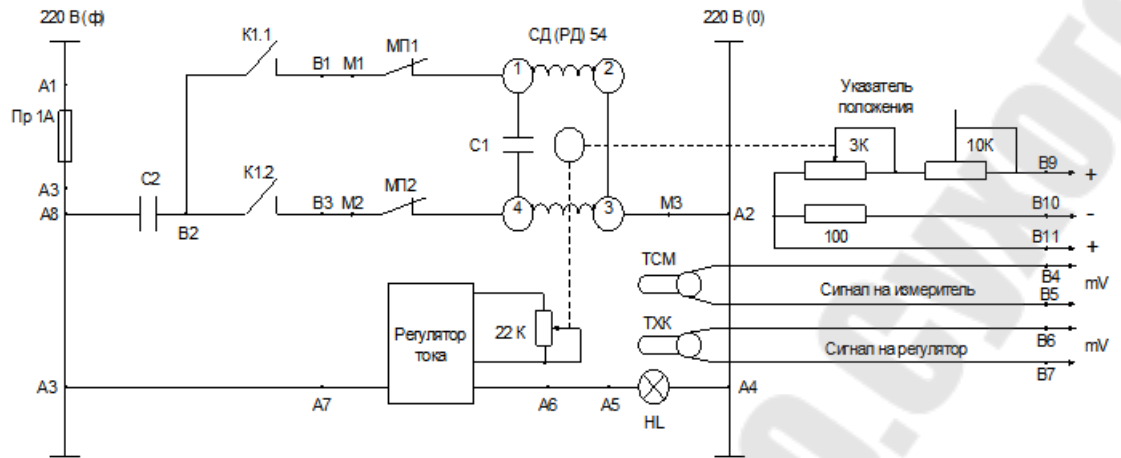 220 В (ф)
220 В (0)
К1.1
МП1
СД (РД) 54
В1
М1
1
2
А1
Пр 1А
Указатель
положения
С1
3К
10К
В9
+
А3
А8
С2
К1.2
МП2
В2
В3
М2
4
3
М3
А2
В10
-
100
В11
+
ТСМ
В4
Сигнал на измеритель
mV
В5
Регулятор
тока
22 К
ТХК
В6
Сигнал на регулятор
mV
В7
А3
А7
А6
А5
HL
А4
О.Сухого